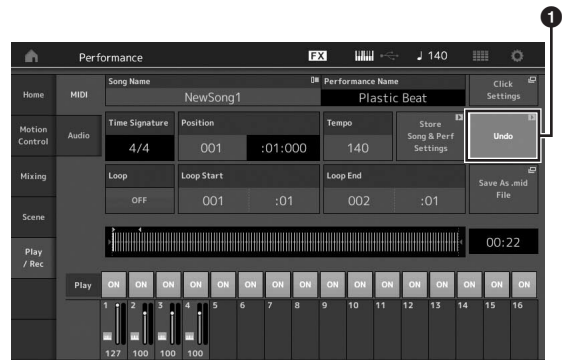 1
Performance FX 140
Home MIDI Song Name Performance Name Click Settings
NewSong1 Plastic Beat
Motion Control Audio Time Signature Position Tempo Store Song & Perf Settings Undo
4/4 001 :01:000 140
Mixing Loop Loop Start Loop End Save As .mid File
OFF 001 :01 002 :01
Scene
Play / Rec 00:22
Play ON ON ON ON ON ON ON ON ON ON ON ON ON ON ON ON
1 2 3 4 5 6 7 8 9 10 11 12 13 14 15 16
127 100 100 100